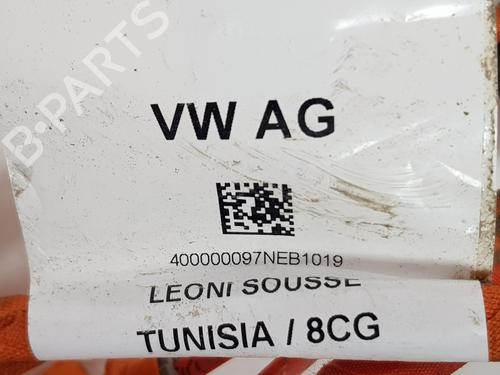 B-PARTS
VW AG
400000097NEB1019
LEONI SOUSSE
TUNISIA / 8CG